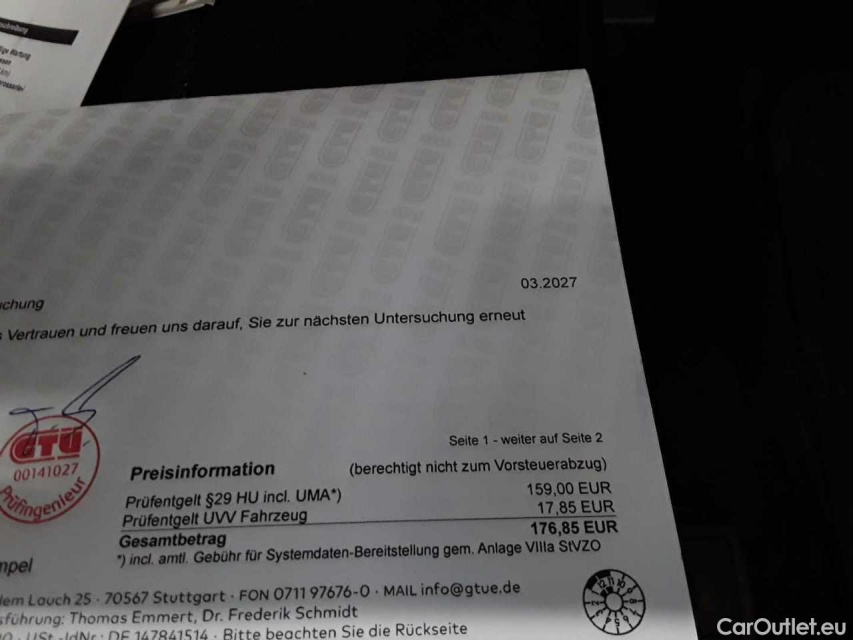 03.2027
Vertrauen und freuen uns darauf, Sie zur nächsten Untersuchung erneut
Seite 1 - weiter auf Seite 2
GTÜ
00141027
Prüfingenieur
Preisinformation (berechtigt nicht zum Vorsteuerabzug)
Prüfentgelt §29 HU incl. UMA*) 159,00 EUR
Prüfentgelt UVV Fahrzeug 17,85 EUR
Gesamtbetrag 176,85 EUR
*) incl. amtl. Gebühr für Systemdaten-Bereitstellung gem. Anlage VIIIa StVZO
Lauch 25 · 70567 Stuttgart · FON 0711 97676-0 · MAIL info@gtue.de
Thomas Emmert, Dr. Frederik Schmidt
DE 147841514 · Bitte beachten Sie die Rückseite
CarOutlet.eu